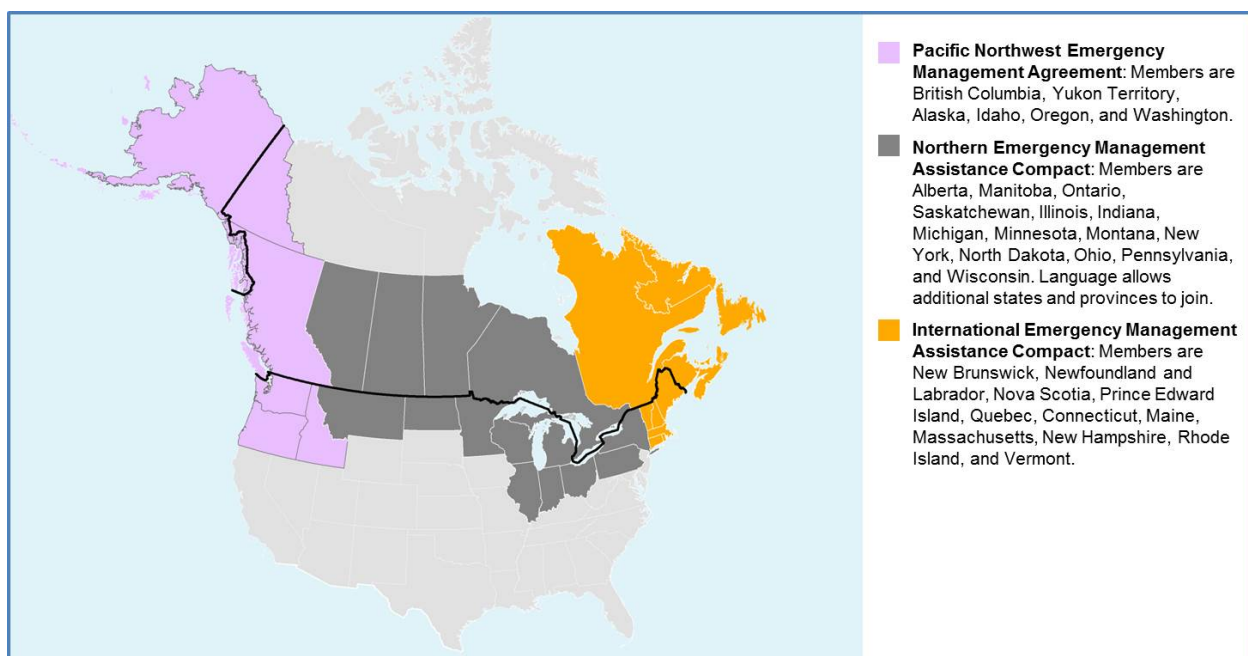 Pacific Northwest Emergency
Management Agreement: Members are
British Columbia, Yukon Territory,
Alaska, Idaho, Oregon, and Washington.
Northern Emergency Management
Assistance Compact: Members are
Alberta, Manitoba, Ontario,
Saskatchewan, Illinois, Indiana,
Michigan, Minnesota, Montana, New
York, North Dakota, Ohio, Pennsylvania,
and Wisconsin. Language allows
additional states and provinces to join.
International Emergency Management
Assistance Compact: Members are
New Brunswick, Newfoundland and
Labrador, Nova Scotia, Prince Edward
Island, Quebec, Connecticut, Maine,
Massachusetts, New Hampshire, Rhode
Island, and Vermont.